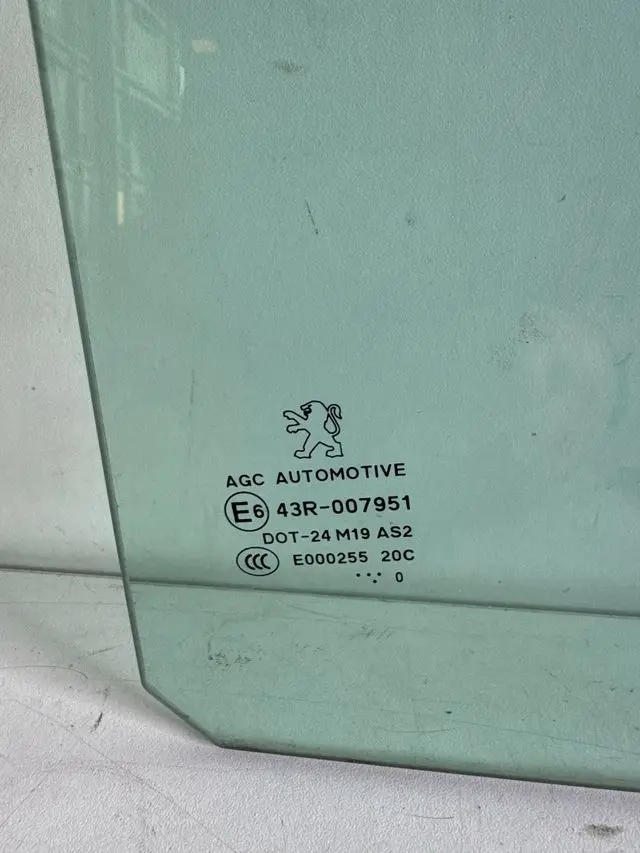 AGC AUTOMOTIVE
E6 43R-007951
DOT-24 M19 AS2
CCC E000255 20C
0